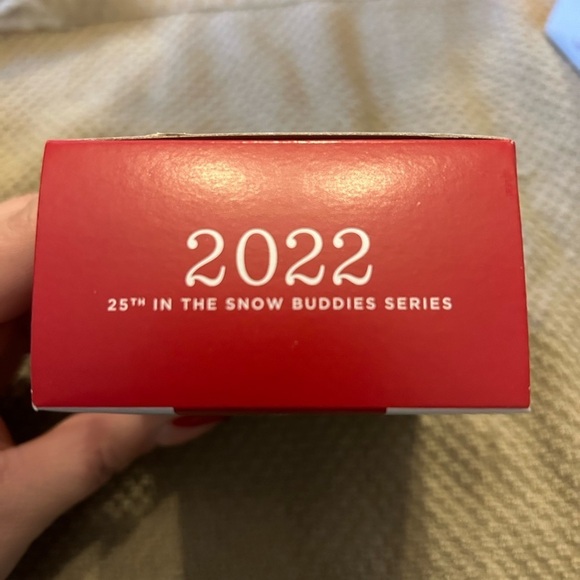 2022
25TH IN THE SNOW BUDDIES SERIES